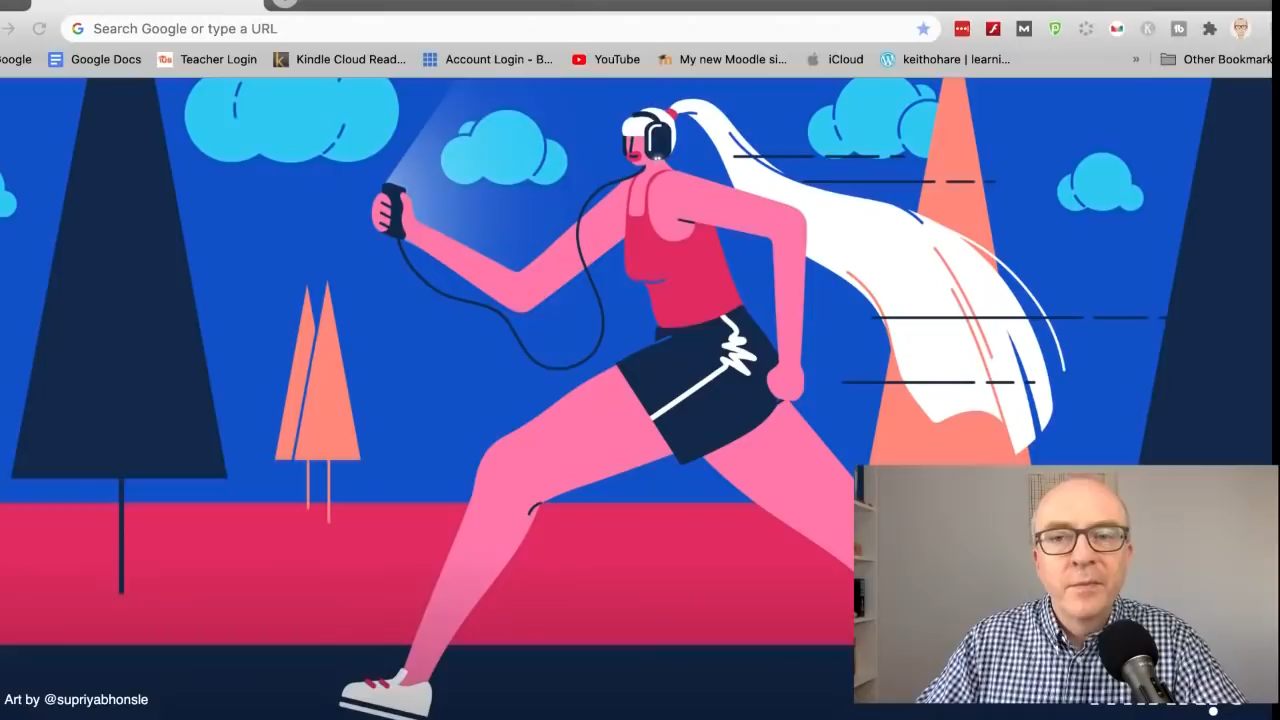 Search Google or type a URL
oogle
Google Docs
Teacher Login
Kindle Cloud Read...
Account Login - B...
YouTube
My new Moodle si...
iCloud
keithohare | learni...
»
Other Bookmark
Art by @supriyabhonsle